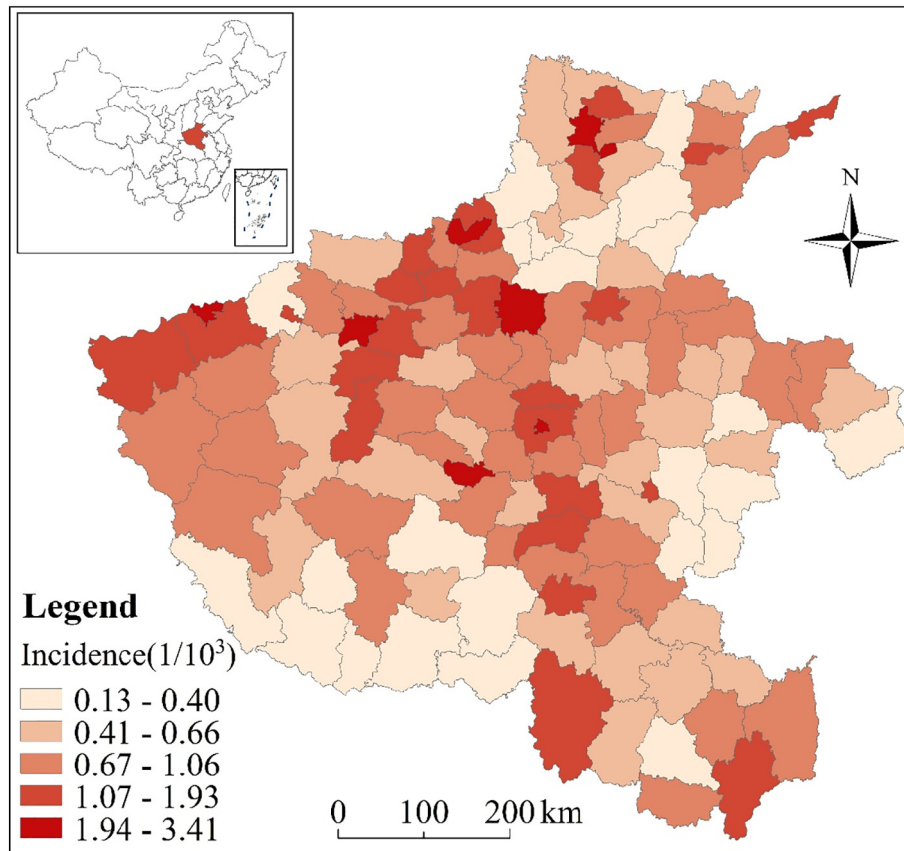 N
Legend
Incidence(1/10³)
0.13 - 0.40
0.41 - 0.66
0.67 - 1.06
1.07 - 1.93
1.94 - 3.41
0 100 200 km